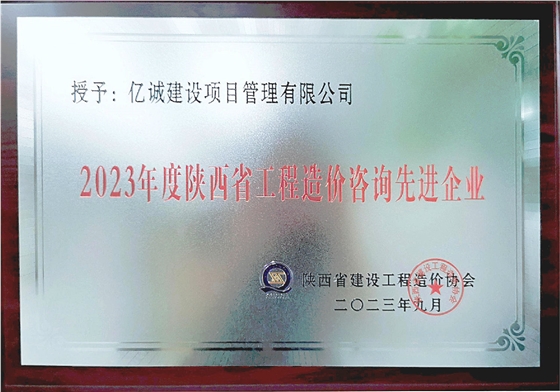 授予：亿诚建设项目管理有限公司
2023年度陕西省工程造价咨询先进企业
陕西省建设工程造价协会
二〇二三年九月